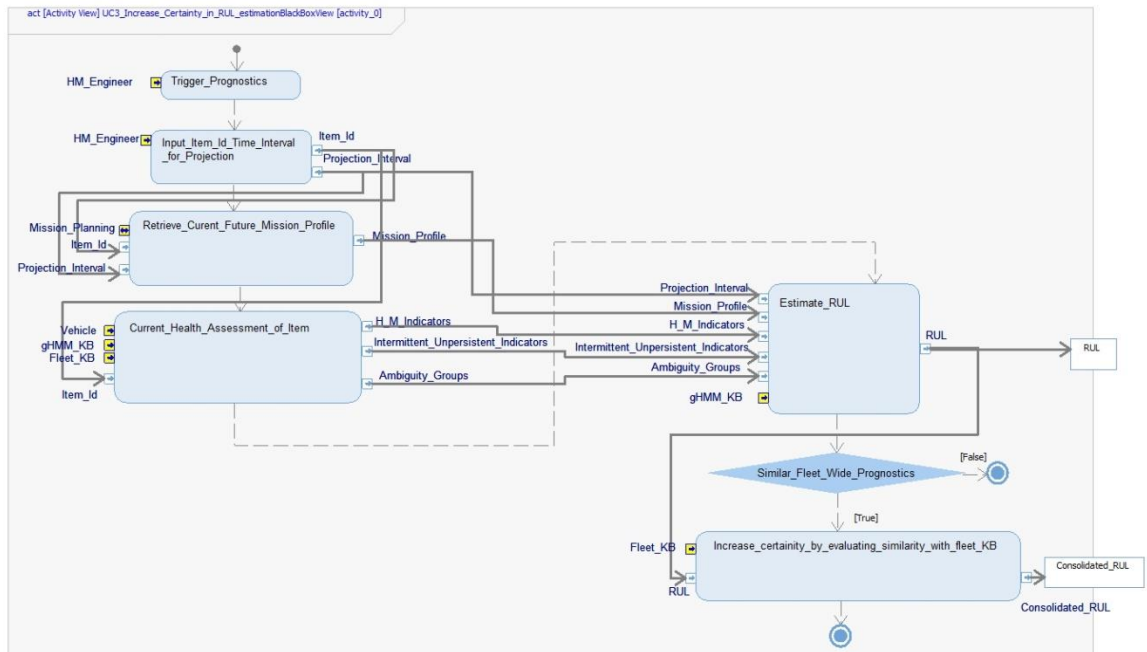 act [Activity View] UC3_Increase_Certainty_in_RUL_estimationBlackBoxView [activity_0]
HM_Engineer
Trigger_Prognostics
HM_Engineer
Input_Item_Id_Time_Interval
_for_Projection
Item_Id
Projection_Interval
Mission_Planning
Item_Id
Projection_Interval
Retrieve_Curent_Future_Mission_Profile
Mission_Profile
Vehicle
gHMM_KB
Fleet_KB
Item_Id
Current_Health_Assessment_of_Item
H_M_Indicators
Intermittent_Unpersistent_Indicators
Ambiguity_Groups
Projection_Interval
Mission_Profile
H_M_Indicators
Intermittent_Unpersistent_Indicators
Ambiguity_Groups
gHMM_KB
Estimate_RUL
RUL
RUL
Similar_Fleet_Wide_Prognostics
[False]
[True]
Fleet_KB
RUL
Increase_certainity_by_evaluating_similarity_with_fleet_KB
Consolidated_RUL
Consolidated_RUL